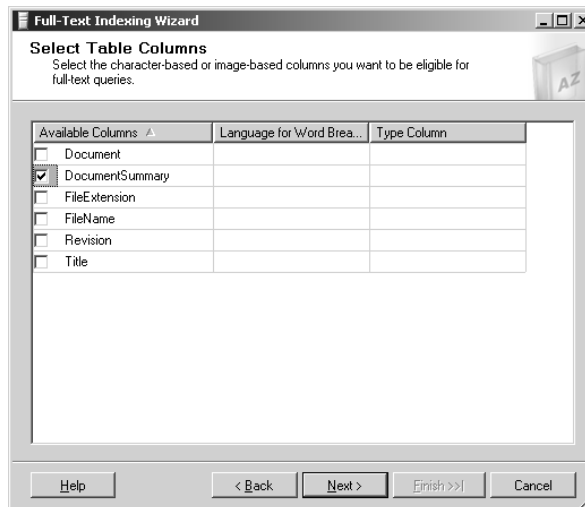 Full-Text Indexing Wizard
Select Table Columns
Select the character-based or image-based columns you want to be eligible for
full-text queries.
AZ
Available Columns Language for Word Brea... Type Column
Document
DocumentSummary
FileExtension
FileName
Revision
Title
Help < Back Next > Finish >>| Cancel